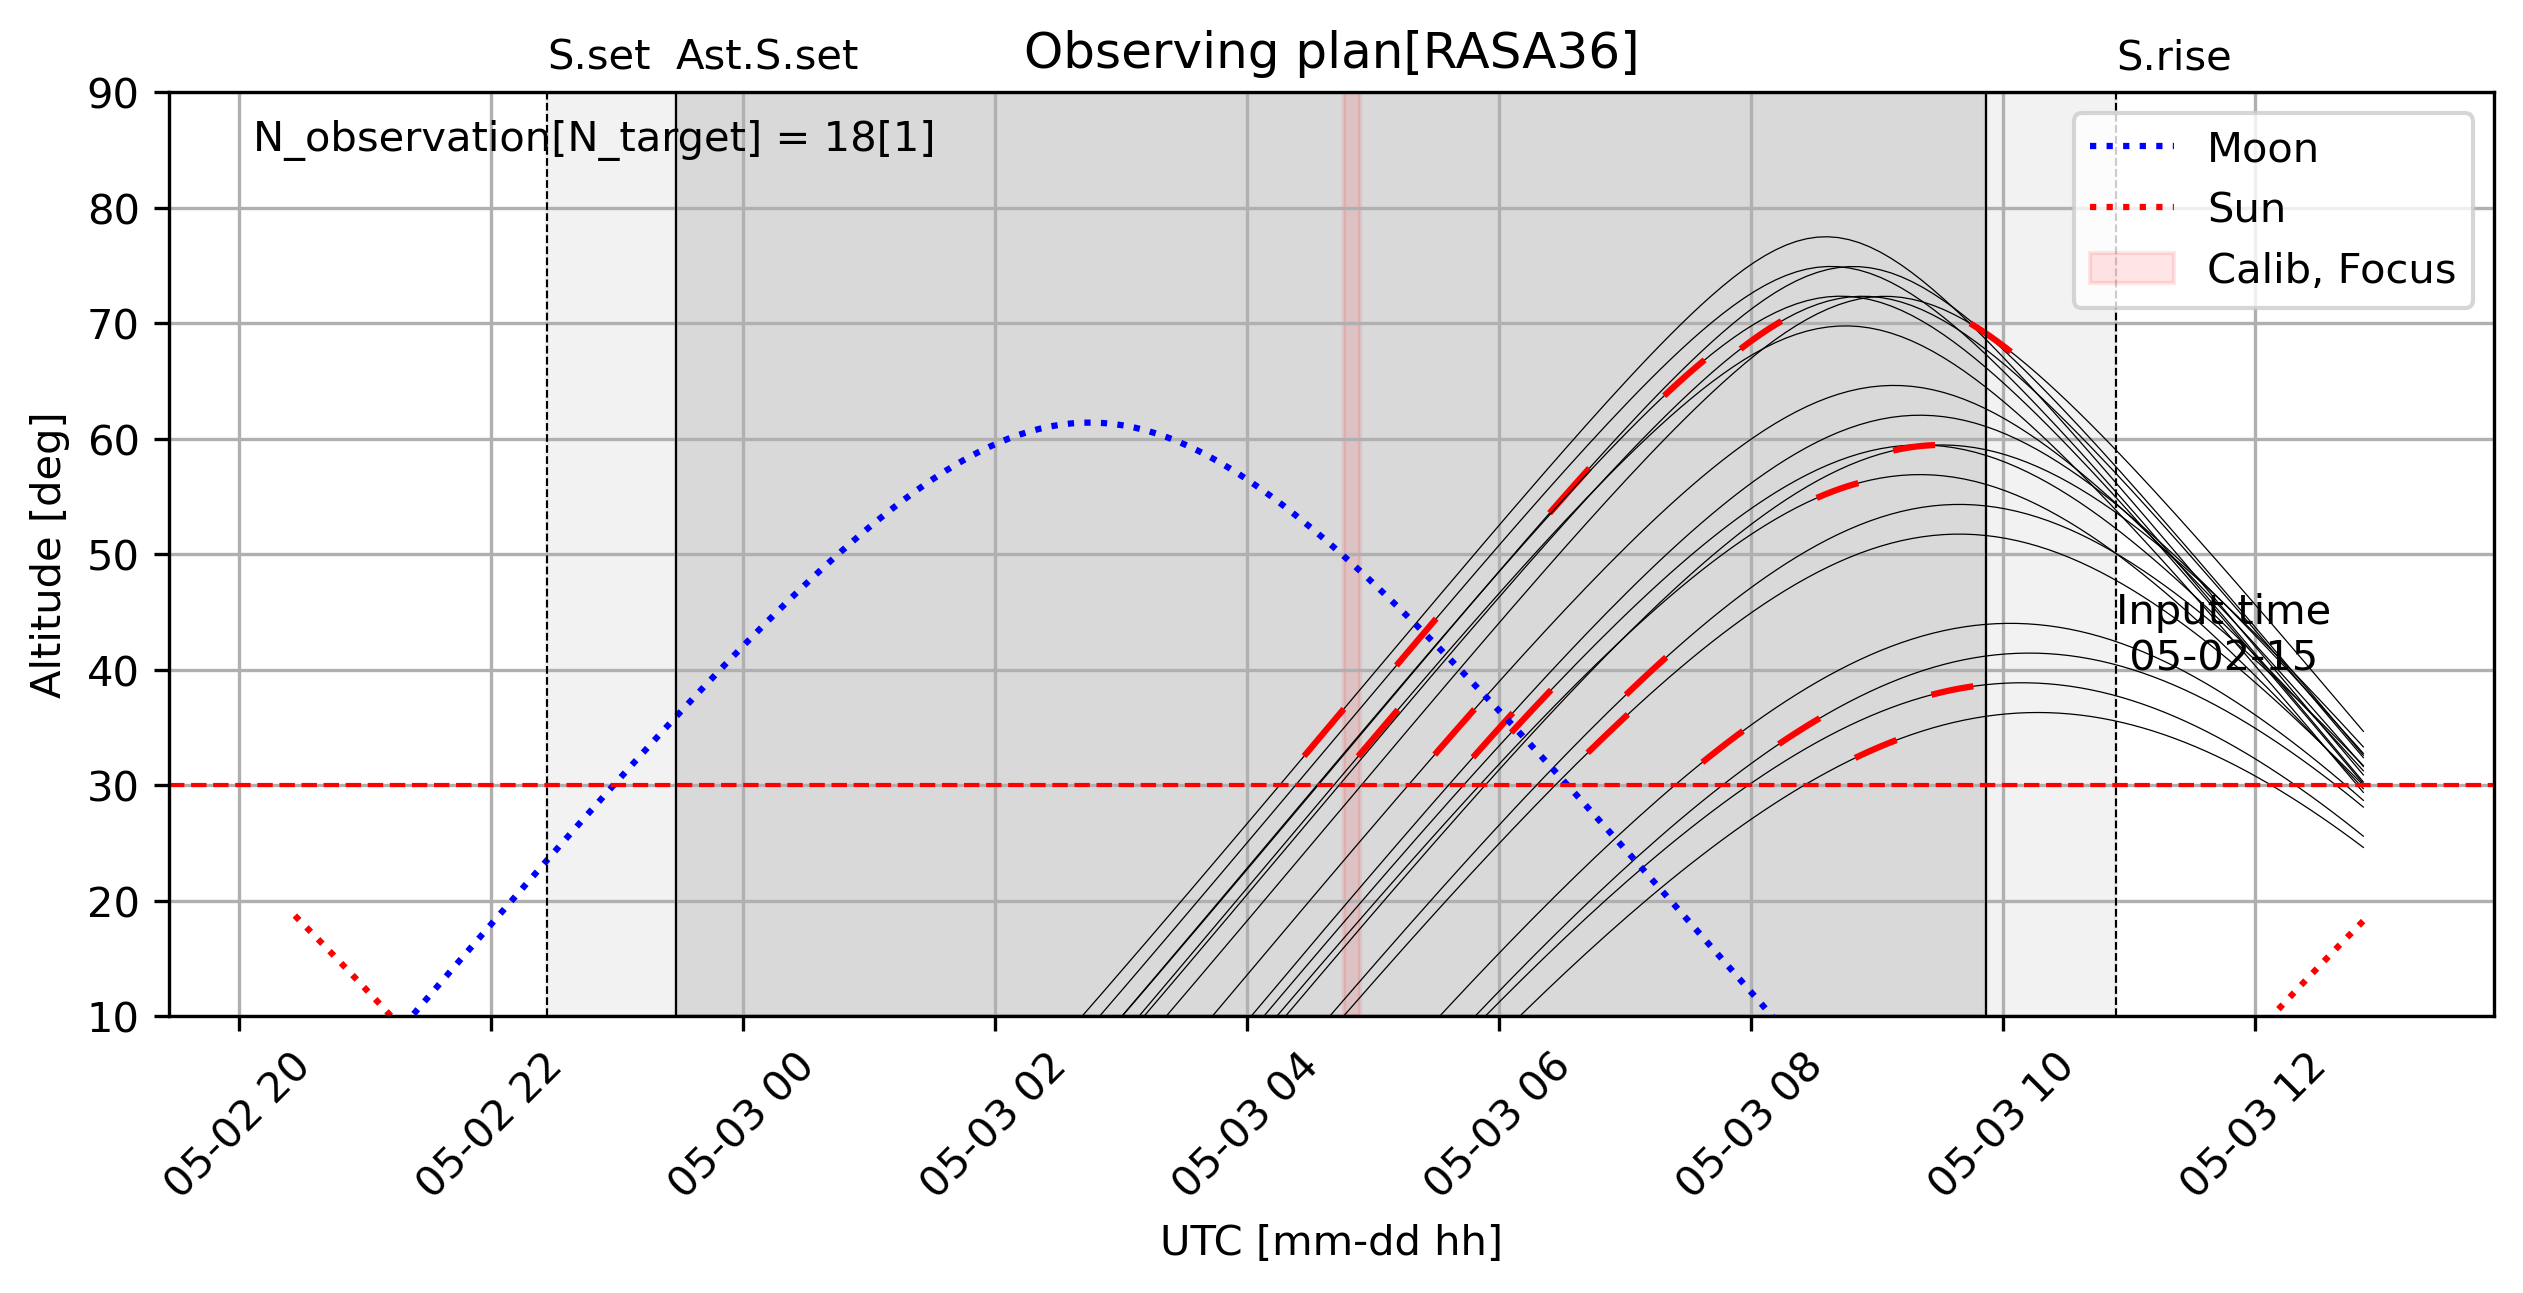 S.set Ast.S.set Observing plan[RASA36] S.rise
N_observation[N_target] = 18[1]
Moon
Sun
Calib, Focus
90
80
70
60
50
40
30
20
10
Altitude [deg]
Input time
05-02-15
05-02 20
05-02 22
05-03 00
05-03 02
05-03 04
05-03 06
05-03 08
05-03 10
05-03 12
UTC [mm-dd hh]